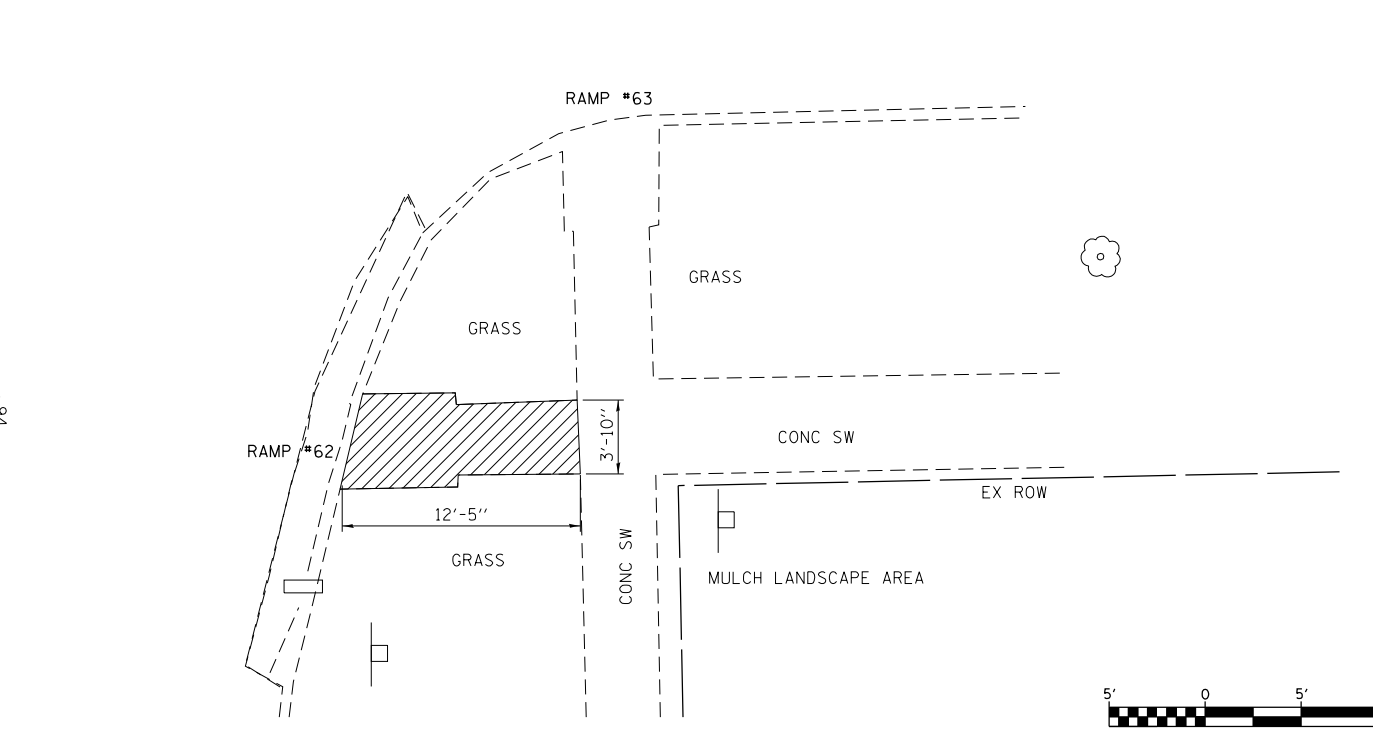 RAMP #63
GRASS
GRASS
RAMP #62
3'-10''
CONC SW
EX ROW
12'-5''
GRASS
CONC SW
MULCH LANDSCAPE AREA
5' 0 5'